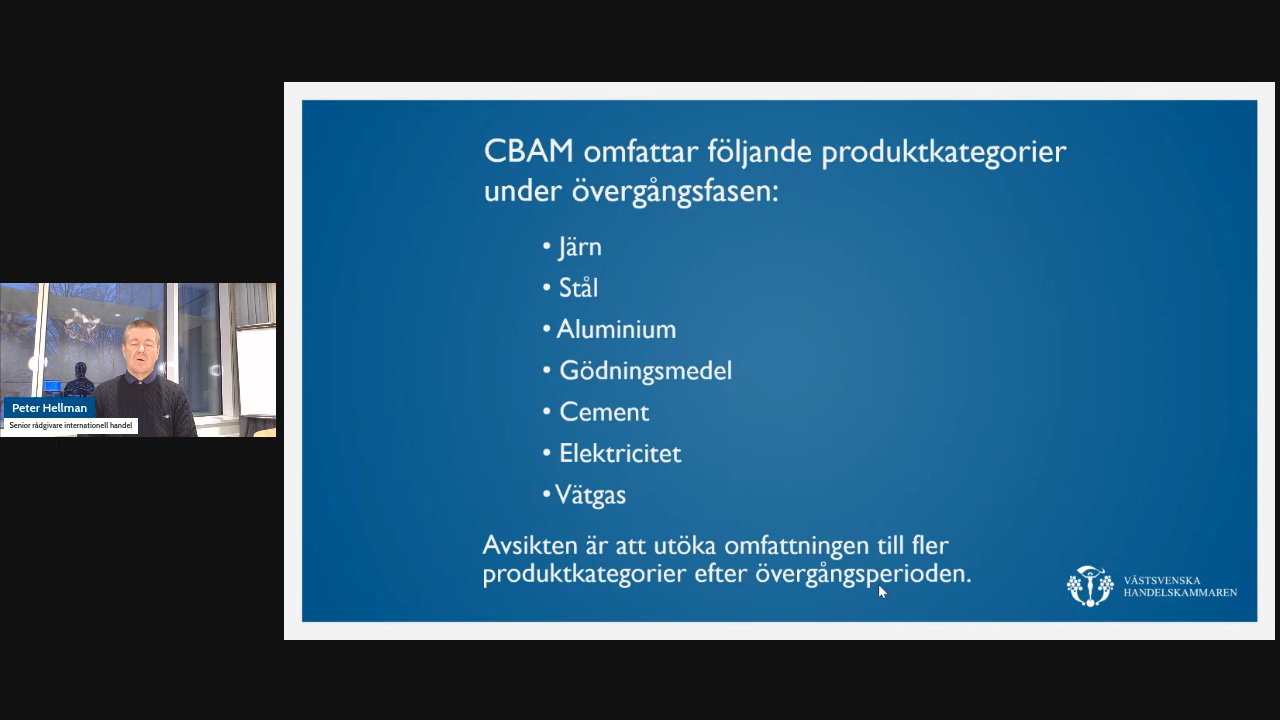 CBAM omfattar följande produktkategorier
under övergångsfasen:
• Järn
• Stål
• Aluminium
• Gödningsmedel
• Cement
• Elektricitet
• Vätgas
Avsikten är att utöka omfattningen till fler
produktkategorier efter övergångsperioden.
VÄSTSVENSKA
HANDELSKAMMAREN
Peter Hellman
Senior rådgivare internationell handel